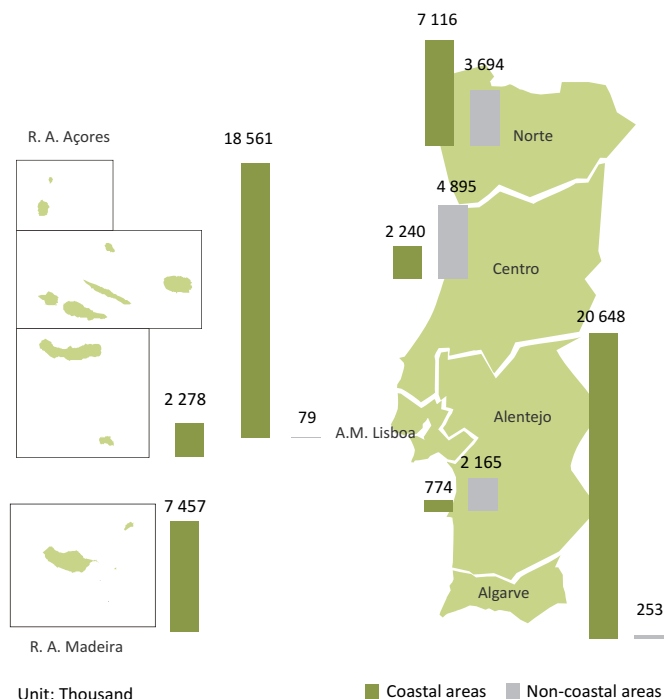 7 116
3 694
Norte
R. A. Açores
18 561
4 895
2 240
Centro
20 648
2 278
79
A.M. Lisboa
Alentejo
2 165
774
7 457
Algarve
253
R. A. Madeira
Unit: Thousand
Coastal areas
Non-coastal areas